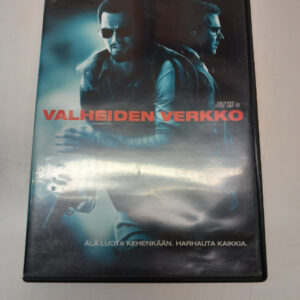 VALHEIDEN VERKKO
ÄLÄ LUOTA KEHENKÄÄN. HARHAUTA KAIKKIA.